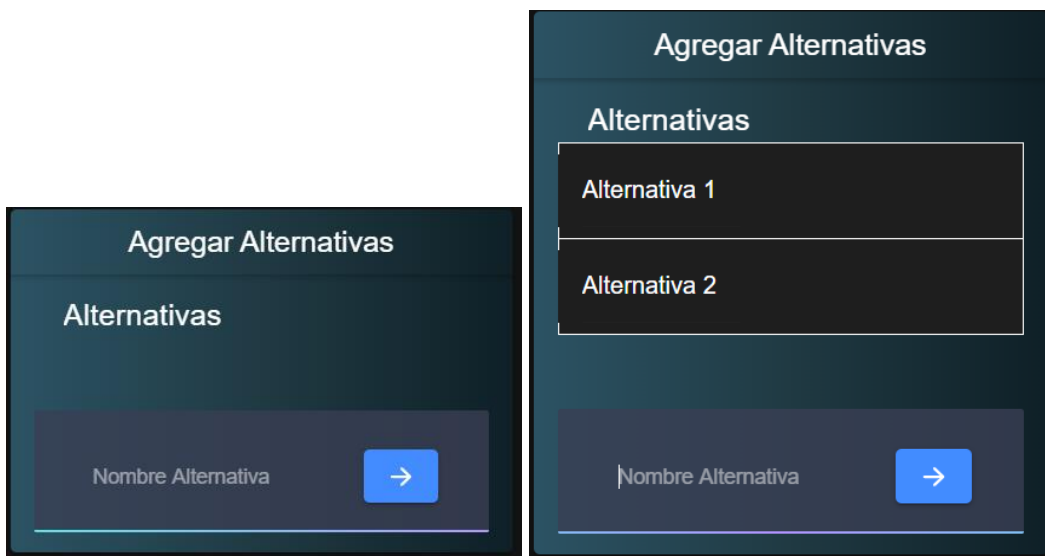 Agregar Alternativas
Alternativas
Nombre Alternativa
Agregar Alternativas
Alternativas
Alternativa 1
Alternativa 2
Nombre Alternativa